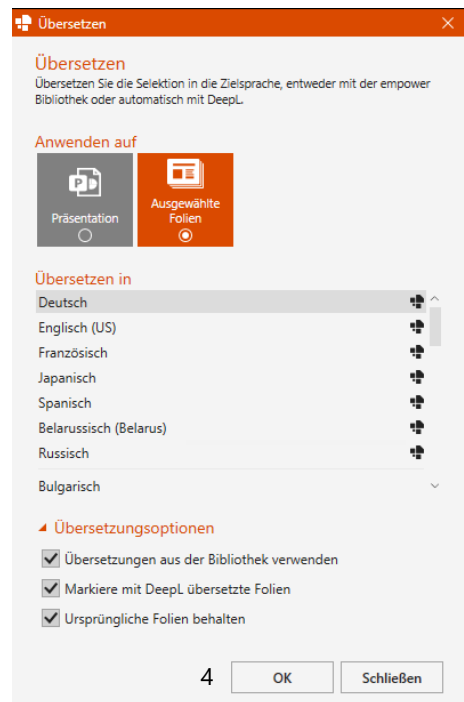 Übersetzen
Übersetzen
Übersetzen Sie die Selektion in die Zielsprache, entweder mit der empower
Bibliothek oder automatisch mit DeepL.
Anwenden auf
Präsentation
Ausgewählte
Folien
Übersetzen in
Deutsch
Englisch (US)
Französisch
Japanisch
Spanisch
Belarussisch (Belarus)
Russisch
Bulgarisch
Übersetzungsoptionen
Übersetzungen aus der Bibliothek verwenden
Markiere mit DeepL übersetzte Folien
Ursprüngliche Folien behalten
4 OK Schließen